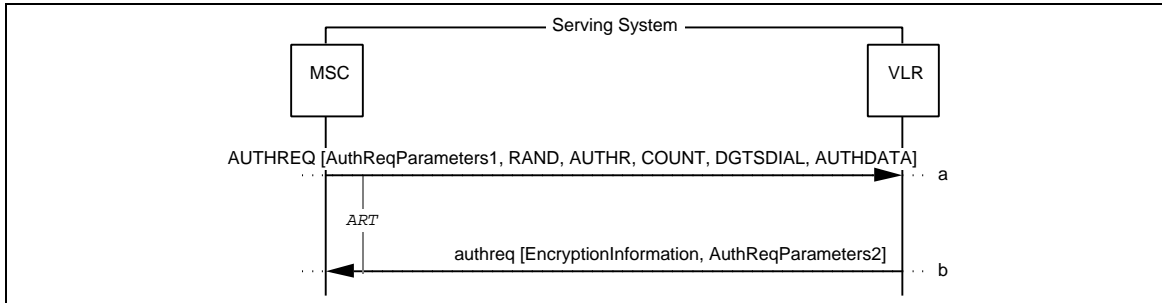 Serving System
MSC
VLR
AUTHREQ [AuthReqParameters1, RAND, AUTHR, COUNT, DGTSDIAL, AUTHDATA]
a
ART
authreq [EncryptionInformation, AuthReqParameters2]
b